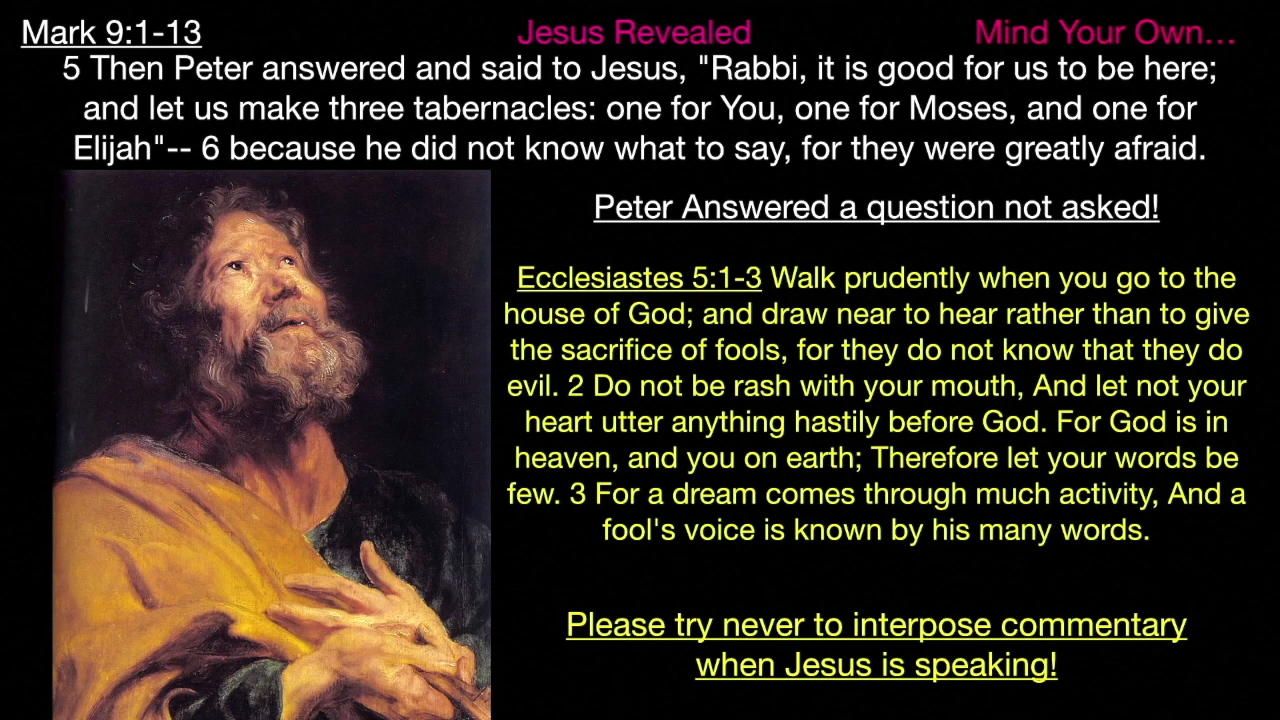 Mark 9:1-13 Jesus Revealed Mind Your Own...
5 Then Peter answered and said to Jesus, "Rabbi, it is good for us to be here;
and let us make three tabernacles: one for You, one for Moses, and one for
Elijah"-- 6 because he did not know what to say, for they were greatly afraid.
Peter Answered a question not asked!
Ecclesiastes 5:1-3 Walk prudently when you go to the
house of God; and draw near to hear rather than to give
the sacrifice of fools, for they do not know that they do
evil. 2 Do not be rash with your mouth, And let not your
heart utter anything hastily before God. For God is in
heaven, and you on earth; Therefore let your words be
few. 3 For a dream comes through much activity, And a
fool's voice is known by his many words.
Please try never to interpose commentary
when Jesus is speaking!